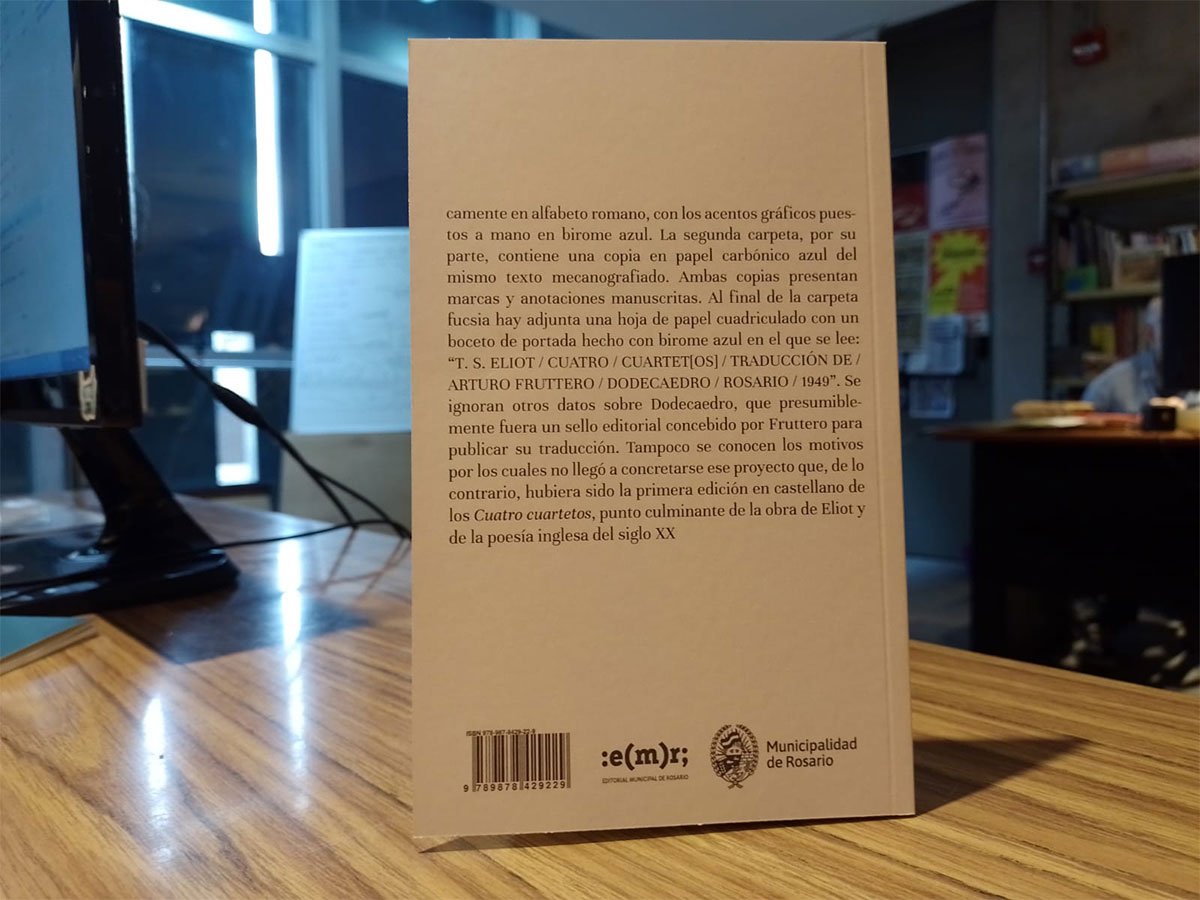 camente en alfabeto romano, con los acentos gráficos pues-
tos a mano en birome azul. La segunda carpeta, por su
parte, contiene una copia en papel carbónico azul del
mismo texto mecanografiado. Ambas copias presentan
marcas y anotaciones manuscritas. Al final de la carpeta
fucsia hay adjunta una hoja de papel cuadriculado con un
boceto de portada hecho con birome azul en el que se lee:
“T. S. ELIOT / CUATRO / CUARTET[OS] / TRADUCCIÓN DE /
ARTURO FRUTTERO / DODECAEDRO / ROSARIO / 1949”. Se
ignoran otros datos sobre Dodecaedro, que presumible-
mente fuera un sello editorial concebido por Fruttero para
publicar su traducción. Tampoco se conocen los motivos
por los cuales no llegó a concretarse ese proyecto que, de lo
contrario, hubiera sido la primera edición en castellano de
los Cuatro cuartetos, punto culminante de la obra de Eliot y
de la poesía inglesa del siglo XX
ISBN 978-987-8429-22-9
9 789878 429229
:e(m)r;
EDITORIAL MUNICIPAL DE ROSARIO
Municipalidad
de Rosario